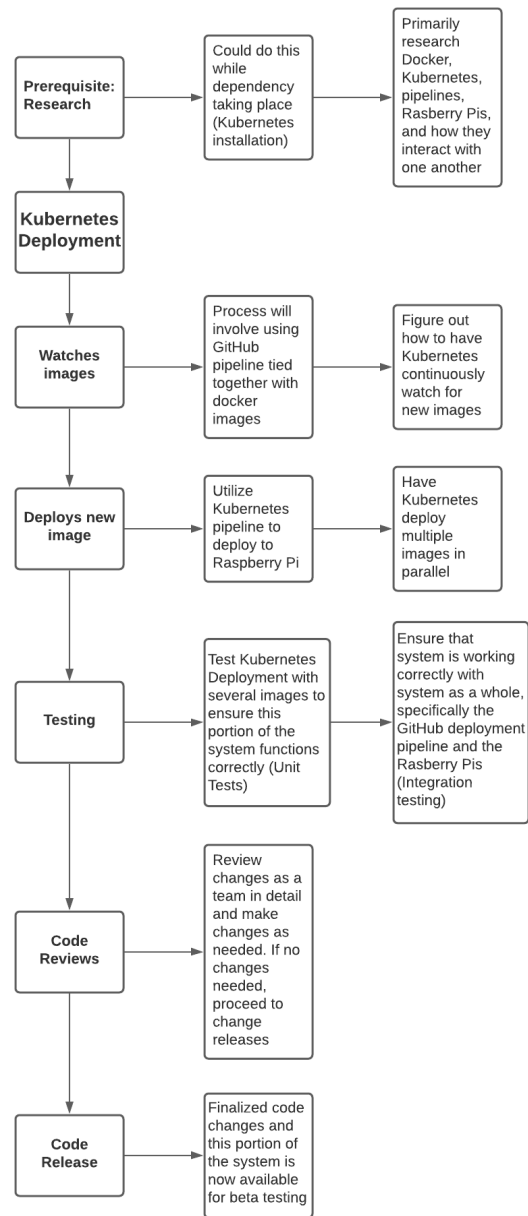 Prerequisite:
Research
Could do this
while
dependency
taking place
(Kubernetes
installation)
Primarily
research
Docker,
Kubernetes,
pipelines,
Rasberry Pis,
and how they
interact with
one another
Kubernetes
Deployment
Watches
images
Process will
involve using
GitHub
pipeline tied
together with
docker
images
Figure out
how to have
Kubernetes
continuously
watch for
new images
Deploys new
image
Utilize
Kubernetes
pipeline to
deploy to
Raspberry Pi
Have
Kubernetes
deploy
multiple
images in
parallel
Testing
Test Kubernetes
Deployment with
several images to
ensure this
portion of the
system functions
correctly (Unit
Tests)
Ensure that
system is working
correctly with
system as a whole,
specifically the
GitHub deployment
pipeline and the
Rasberry Pis
(Integration
testing)
Code
Reviews
Review
changes as a
team in detail
and make
changes as
needed. If no
changes
needed,
proceed to
change
releases
Code
Release
Finalized code
changes and
this portion of
the system is
now available
for beta testing